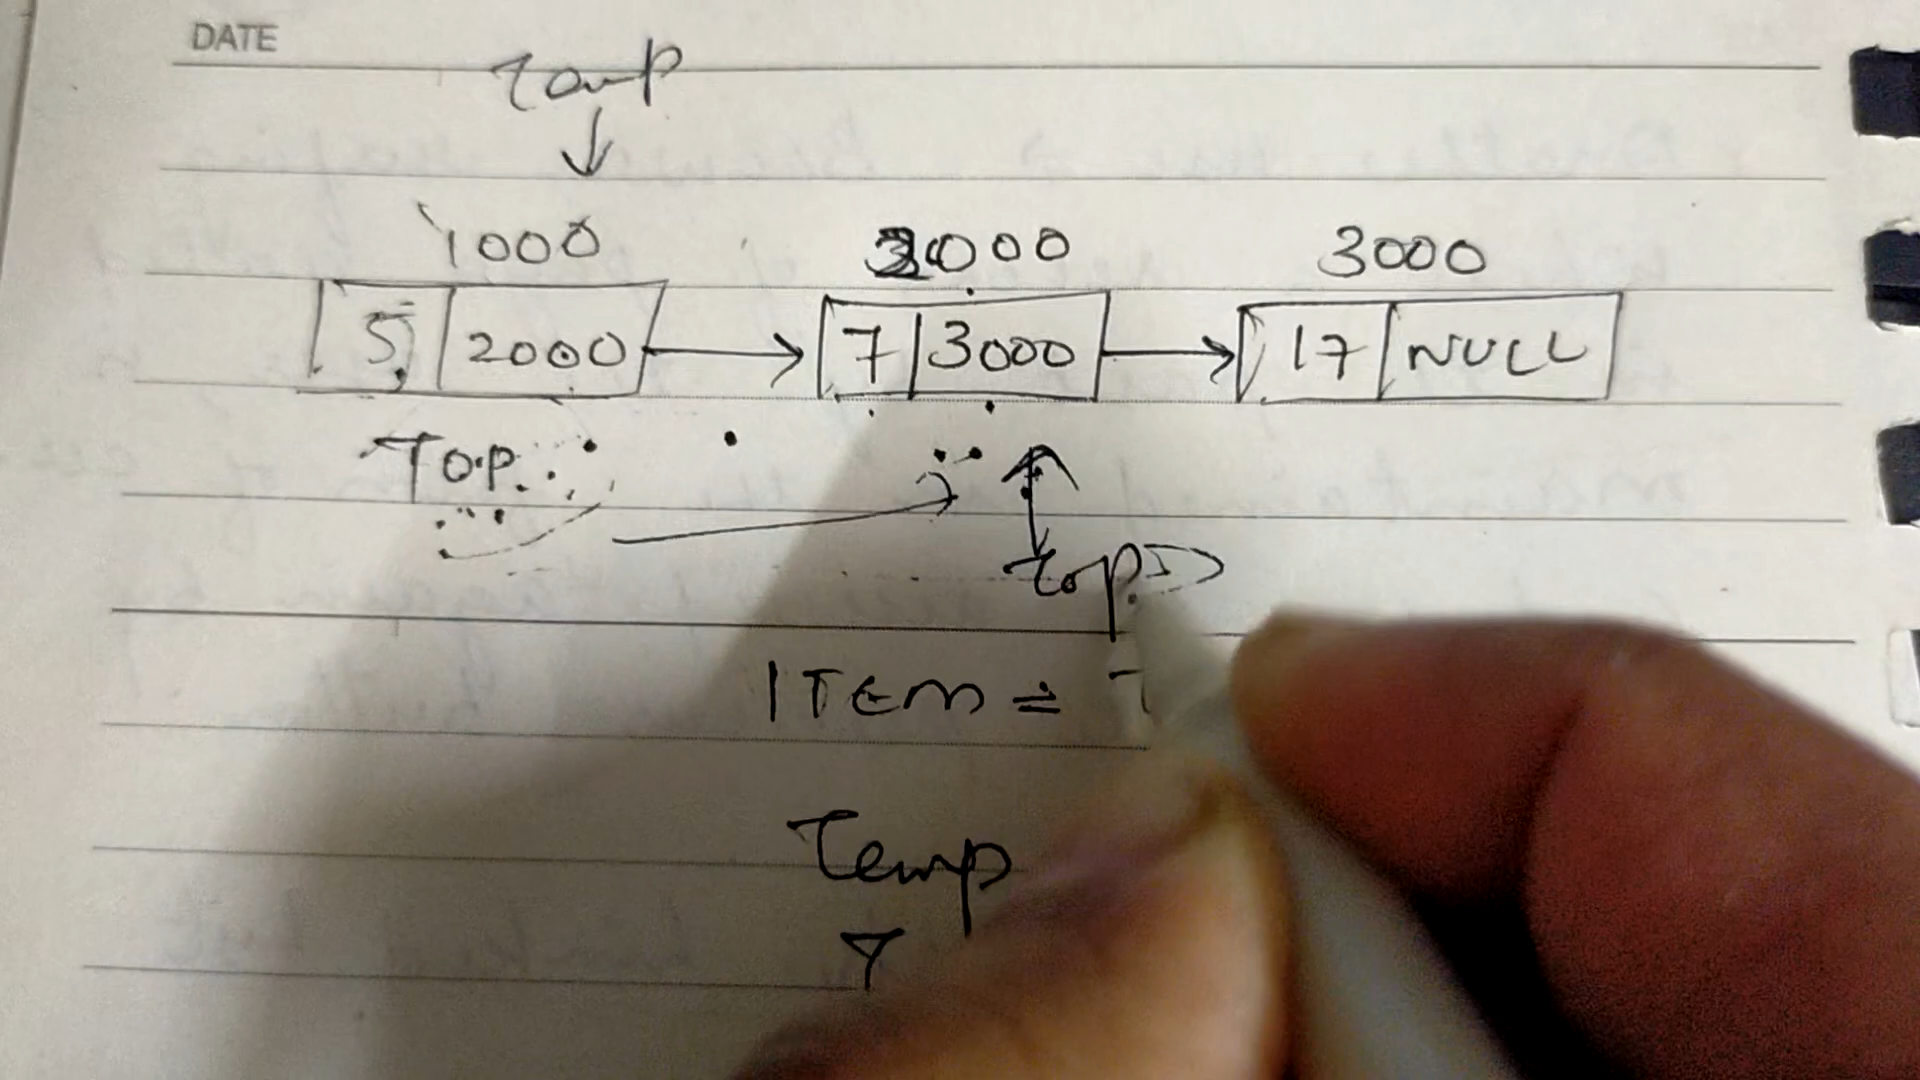 DATE
Temp
1000 2000 3000
5 2000 7 3000 17 NULL
TOP
top
ITEM =
Temp